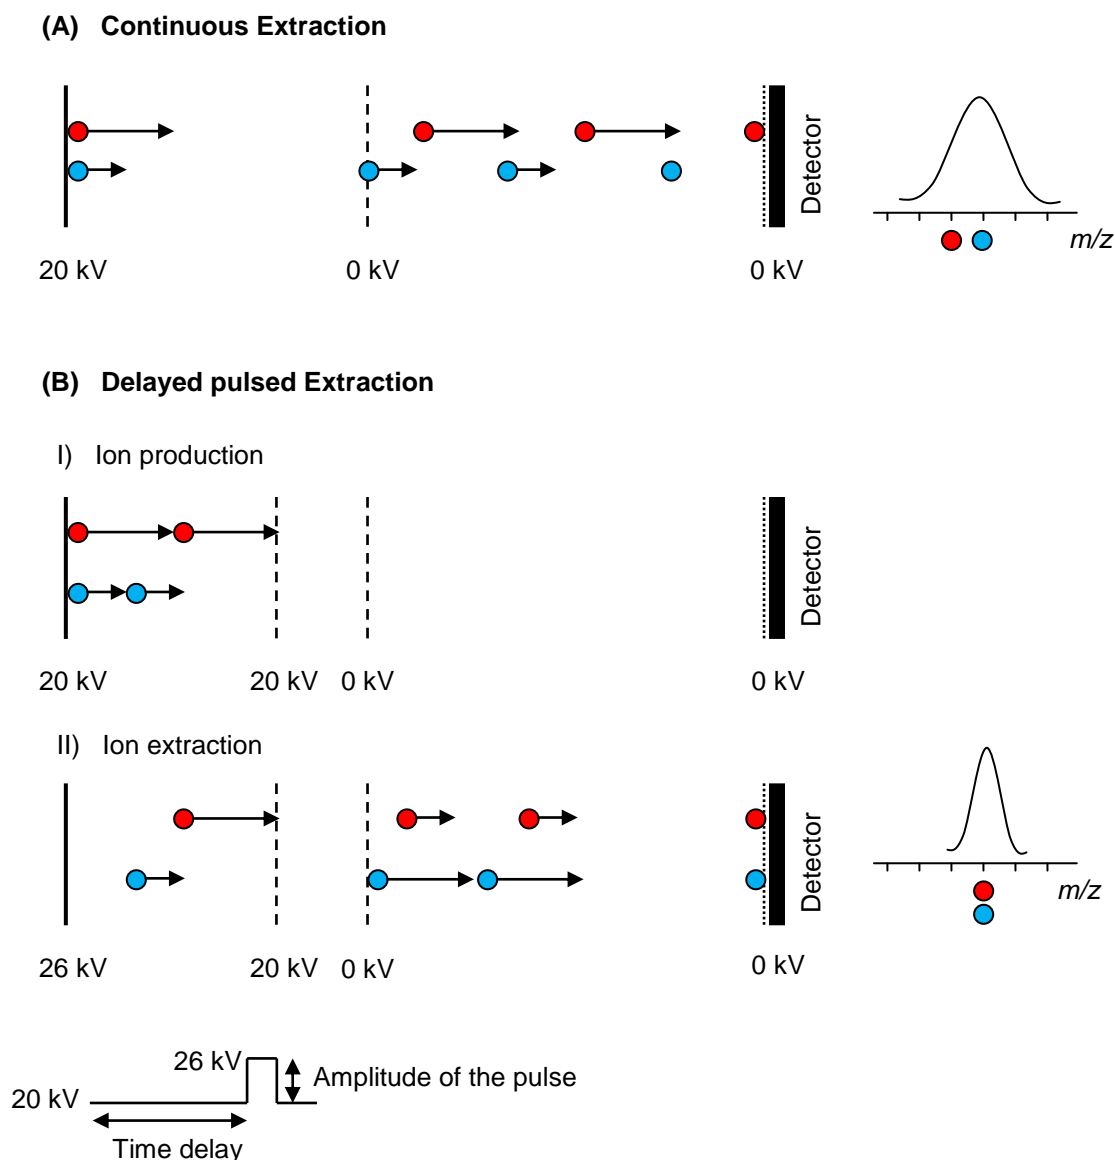 (A) Continuous Extraction
Detector
m/z
20 kV 0 kV 0 kV
(B) Delayed pulsed Extraction
I) Ion production
Detector
20 kV 20 kV 0 kV 0 kV
II) Ion extraction
Detector
m/z
26 kV 20 kV 0 kV 0 kV
26 kV
Amplitude of the pulse
20 kV
Time delay